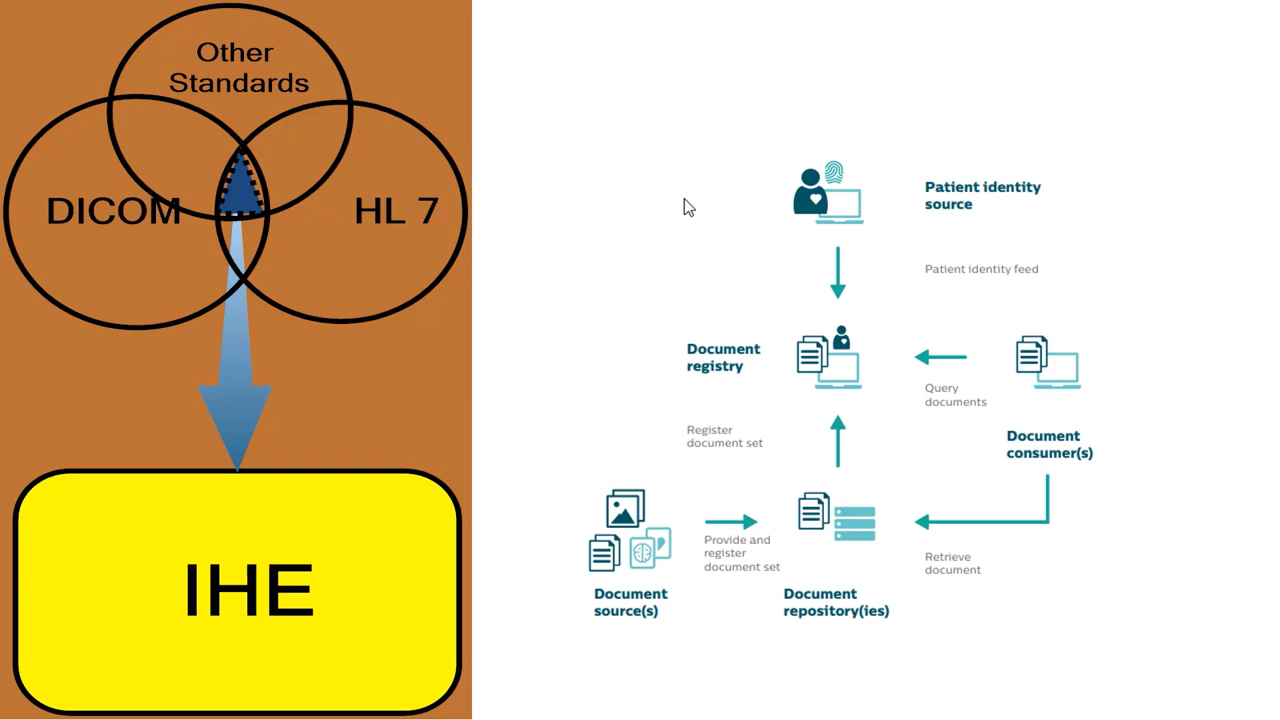 Other
Standards
DICOM
HL 7
IHE
Patient identity
source
Patient identity feed
Document
registry
Query
documents
Register
document set
Document
consumer(s)
Provide and
register
document set
Retrieve
document
Document
source(s)
Document
repository(ies)